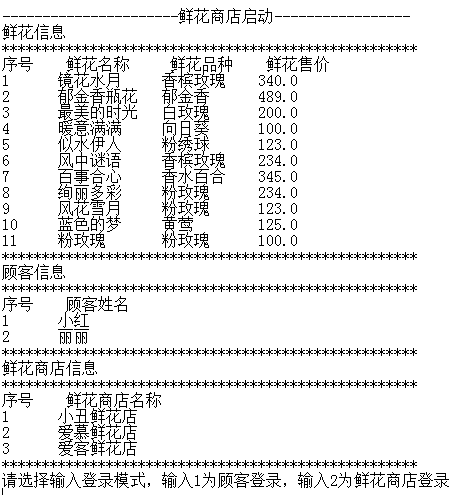 ----------------------鲜花商店启动-----------------
鲜花信息
****************************************************
序号 鲜花名称 鲜花品种 鲜花售价
1 镜花水月 香槟玫瑰 340.0
2 郁金香瓶花 郁金香 489.0
3 最美的时光 白玫瑰 200.0
4 暖意满满 向日葵 100.0
5 似水伊人 粉绣球 123.0
6 风中谜语 香槟玫瑰 234.0
7 百事合心 香水百合 345.0
8 绚丽多彩 粉玫瑰 234.0
9 风花雪月 粉玫瑰 123.0
10 蓝色的梦 黄莺 125.0
11 粉玫瑰 粉玫瑰 100.0
****************************************************
顾客信息
****************************************************
序号 顾客姓名
1 小红
2 丽丽
****************************************************
鲜花商店信息
****************************************************
序号 鲜花商店名称
1 小丑鲜花店
2 爱慕鲜花店
3 爱客鲜花店
****************************************************
请选择输入登录模式，输入1为顾客登录，输入2为鲜花商店登录